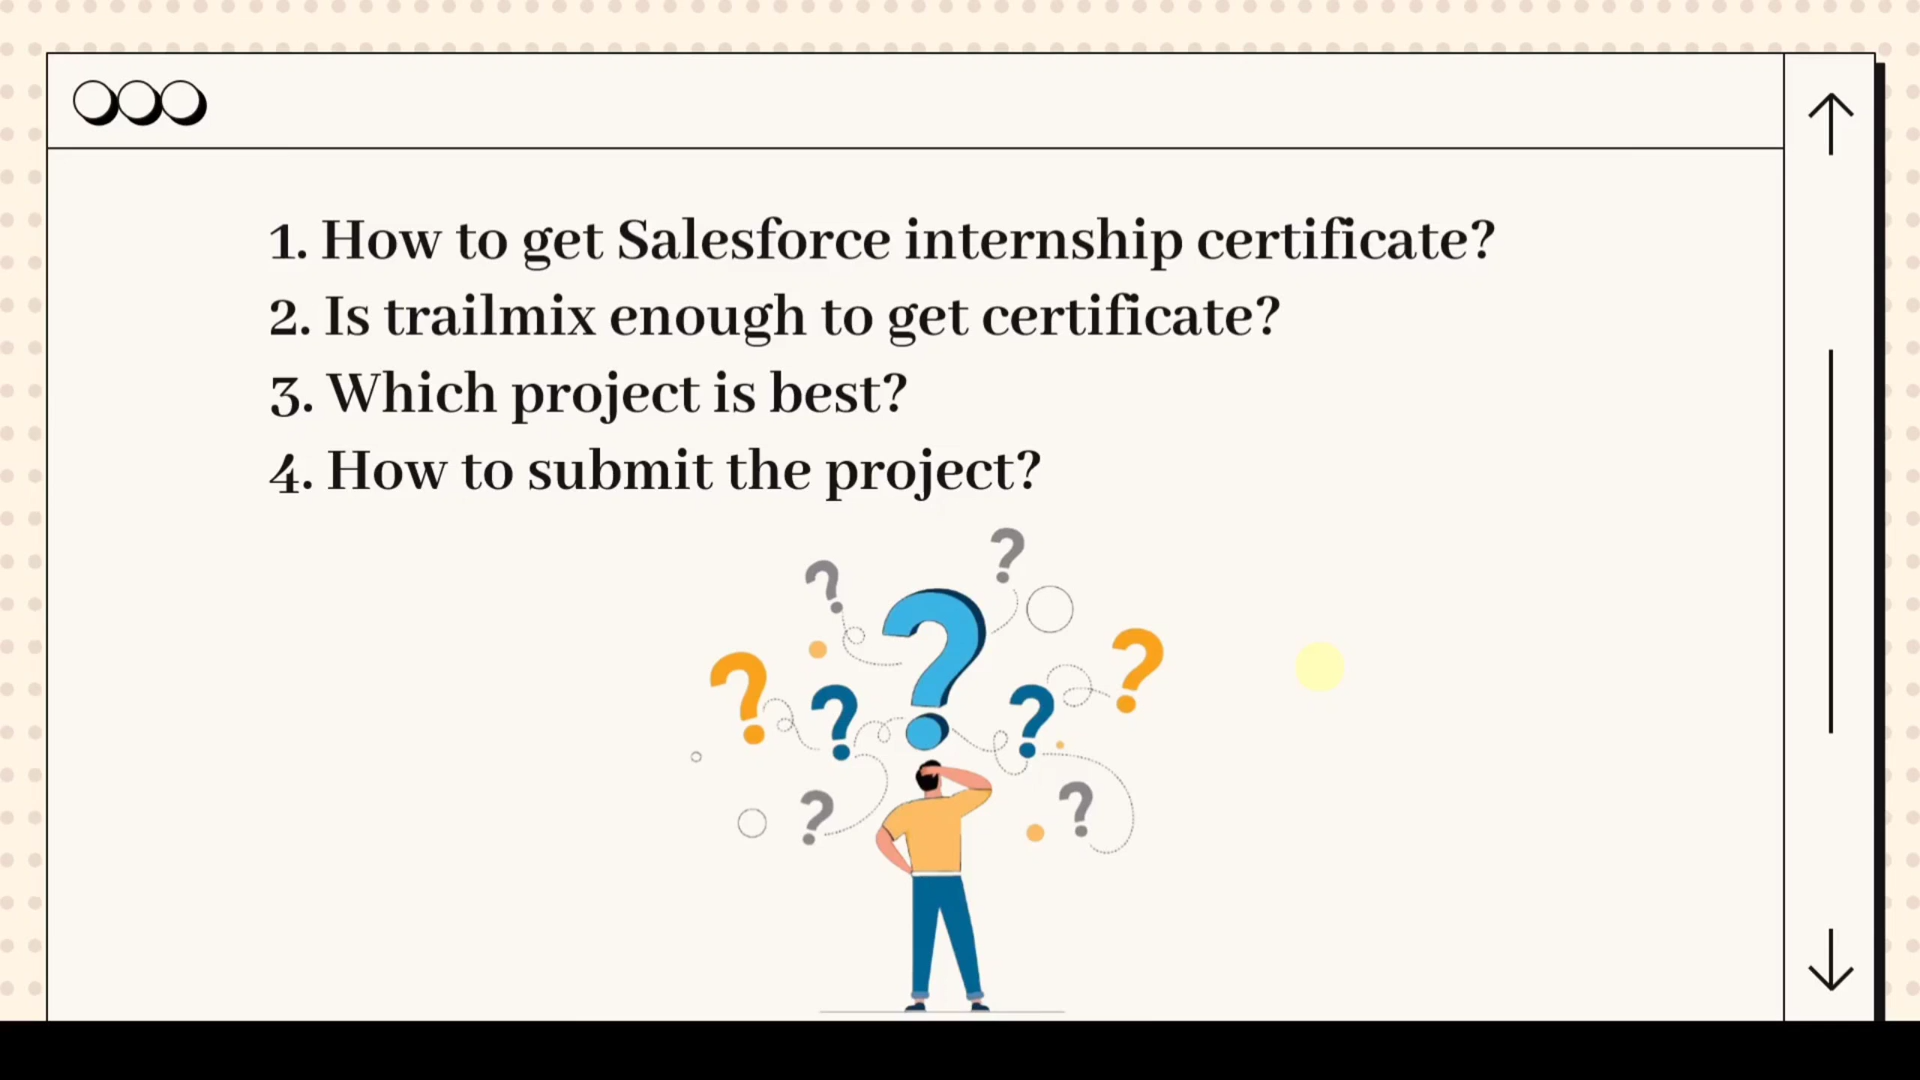 1. How to get Salesforce internship certificate?
2. Is trailmix enough to get certificate?
3. Which project is best?
4. How to submit the project?